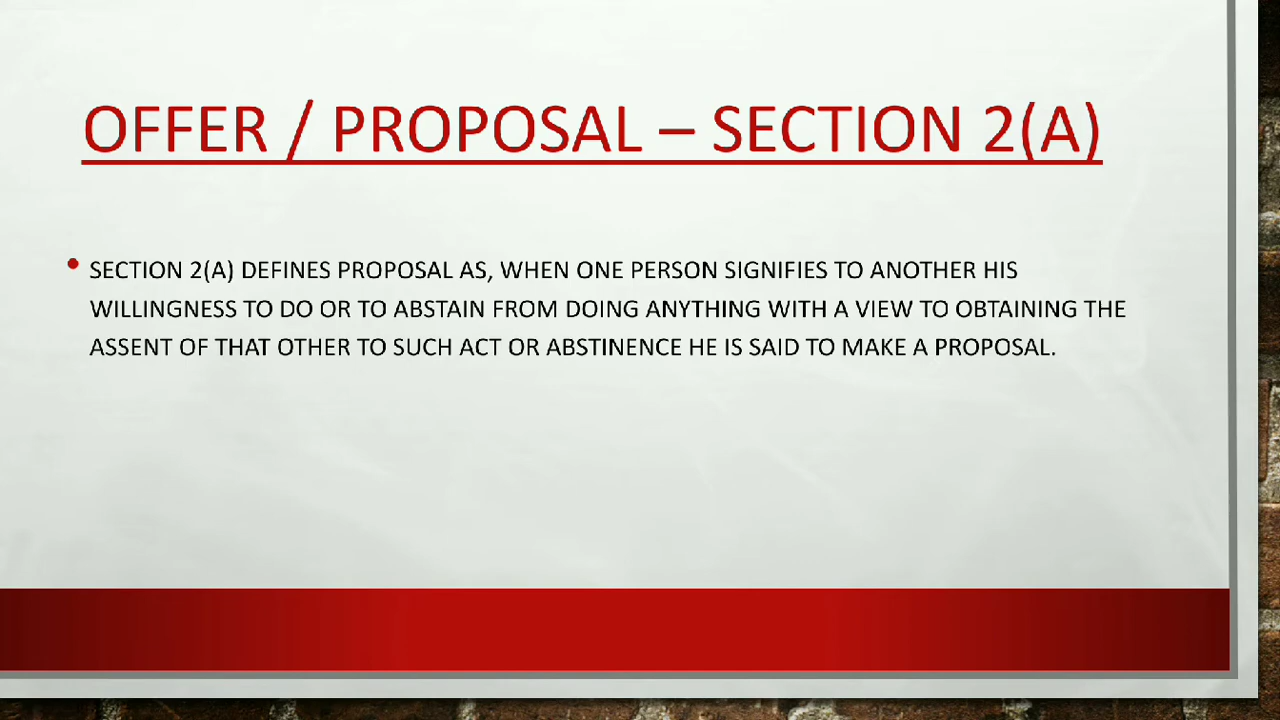 OFFER / PROPOSAL – SECTION 2(A)
• SECTION 2(A) DEFINES PROPOSAL AS, WHEN ONE PERSON SIGNIFIES TO ANOTHER HIS
WILLINGNESS TO DO OR TO ABSTAIN FROM DOING ANYTHING WITH A VIEW TO OBTAINING THE
ASSENT OF THAT OTHER TO SUCH ACT OR ABSTINENCE HE IS SAID TO MAKE A PROPOSAL.